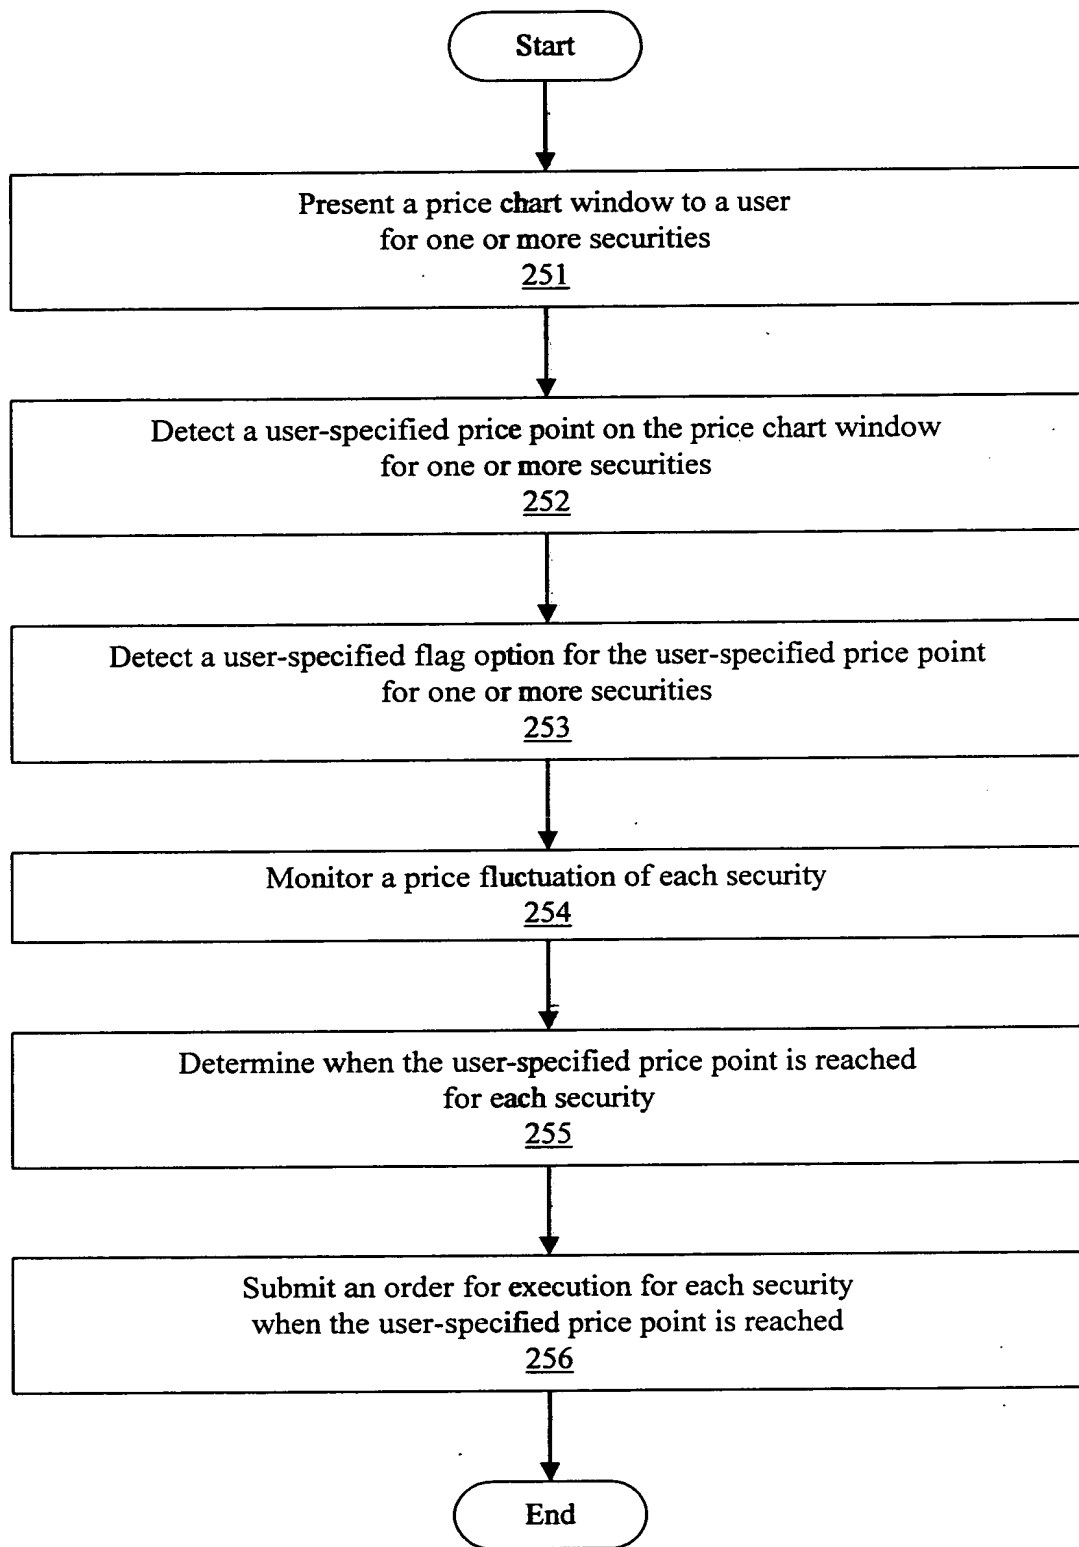 Start
Present a price chart window to a user
for one or more securities
251
Detect a user-specified price point on the price chart window
for one or more securities
252
Detect a user-specified flag option for the user-specified price point
for one or more securities
253
Monitor a price fluctuation of each security
254
Determine when the user-specified price point is reached
for each security
255
Submit an order for execution for each security
when the user-specified price point is reached
256
End